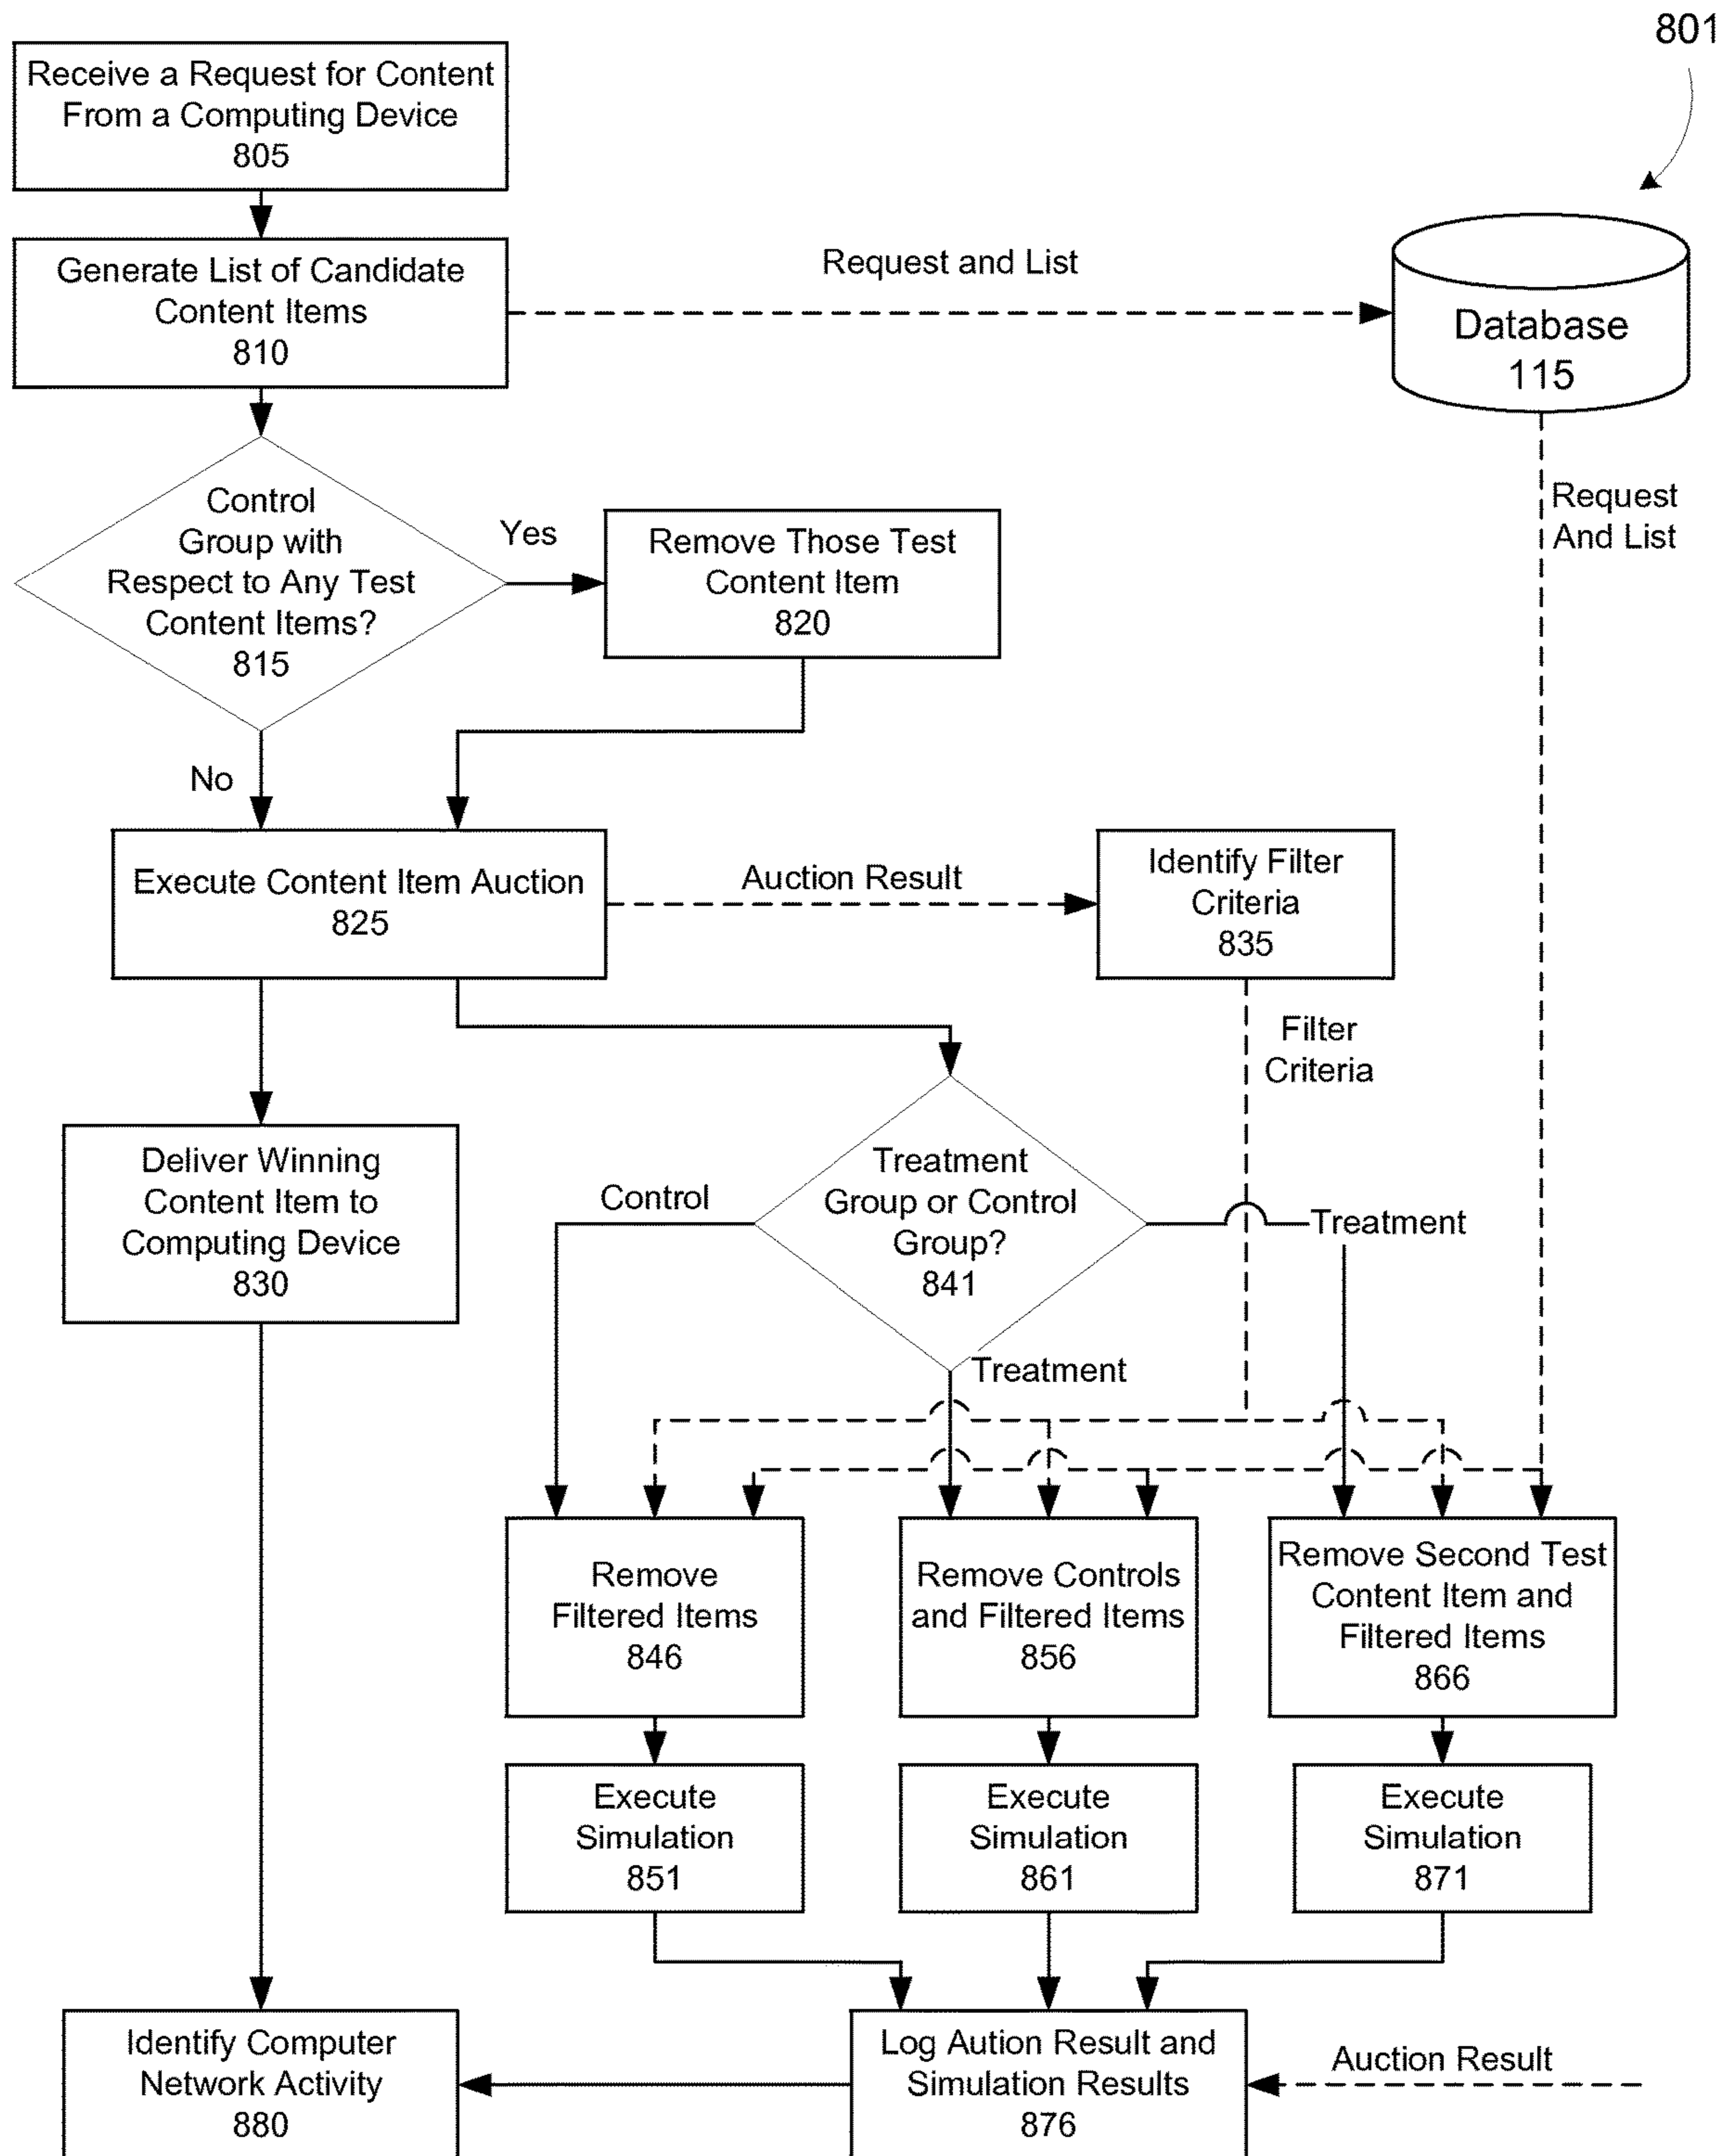 801
Receive a Request for Content
From a Computing Device
805
Generate List of Candidate
Content Items
810
Request and List
Database
115
Request
And List
Control
Group with
Respect to Any Test
Content Items?
815
Yes
Remove Those Test
Content Item
820
No
Execute Content Item Auction
825
Auction Result
Identify Filter
Criteria
835
Filter
Criteria
Deliver Winning
Content Item to
Computing Device
830
Control
Treatment
Group or Control
Group?
841
Treatment
Treatment
Remove
Filtered Items
846
Remove Controls
and Filtered Items
856
Remove Second Test
Content Item and
Filtered Items
866
Execute
Simulation
851
Execute
Simulation
861
Execute
Simulation
871
Identify Computer
Network Activity
880
Log Aution Result and
Simulation Results
876
Auction Result